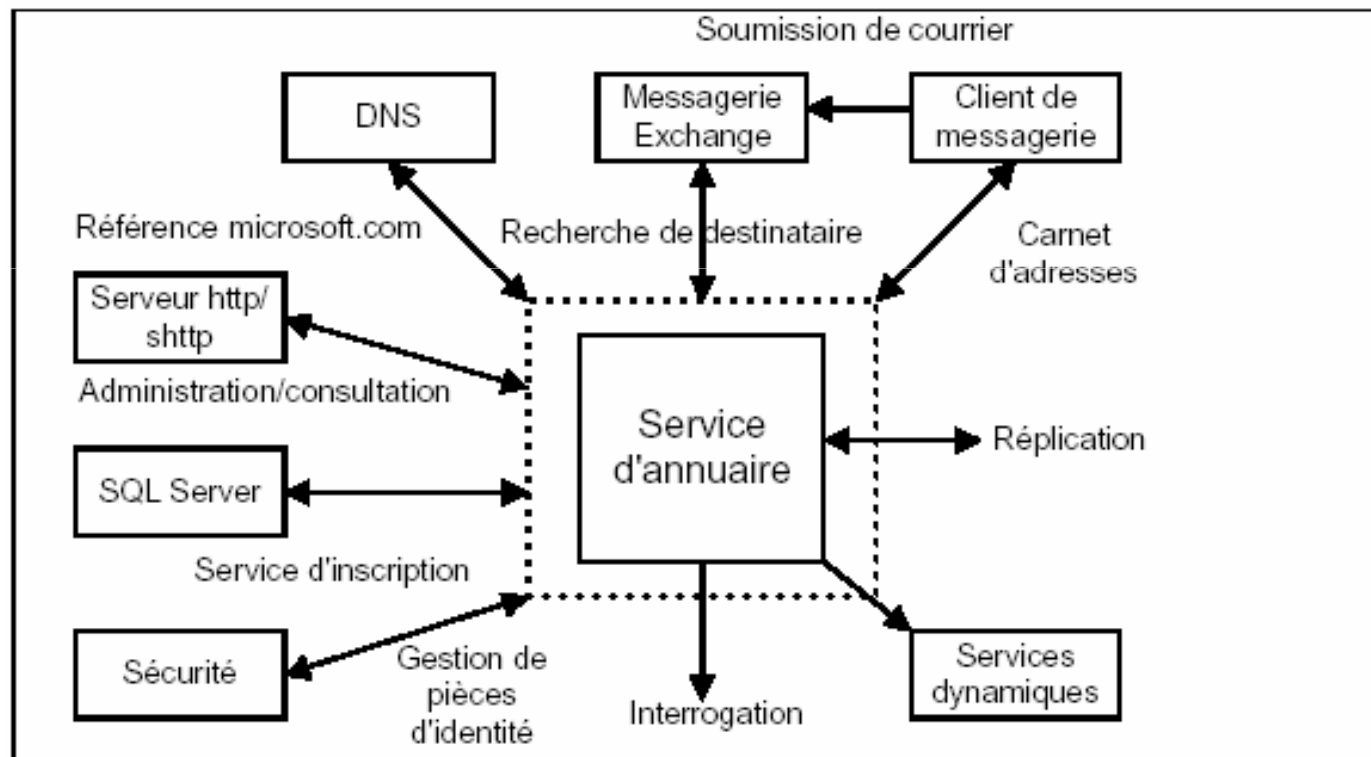 Soumission de courrier
DNS
Messagerie
Exchange
Client de
messagerie
Référence microsoft.com
Recherche de destinataire
Carnet
d'adresses
Serveur http/
shttp
Administration/consultation
Service
d'annuaire
Réplication
SQL Server
Service d'inscription
Sécurité
Gestion de
pièces
d'identité
Interrogation
Services
dynamiques